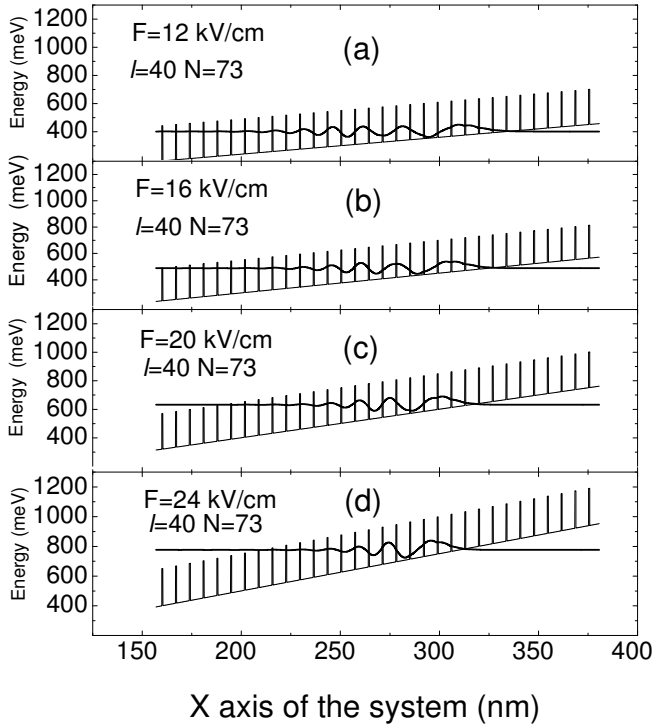 1200
1000
800
600
400
Energy (meV)
F=12 kV/cm
l=40 N=73
(a)
1200
1000
800
600
400
Energy (meV)
F=16 kV/cm
l=40 N=73
(b)
1200
1000
800
600
400
Energy (meV)
F=20 kV/cm
l=40 N=73
(c)
1200
1000
800
600
400
Energy (meV)
F=24 kV/cm
l=40 N=73
(d)
150 200 250 300 350 400
X axis of the system (nm)